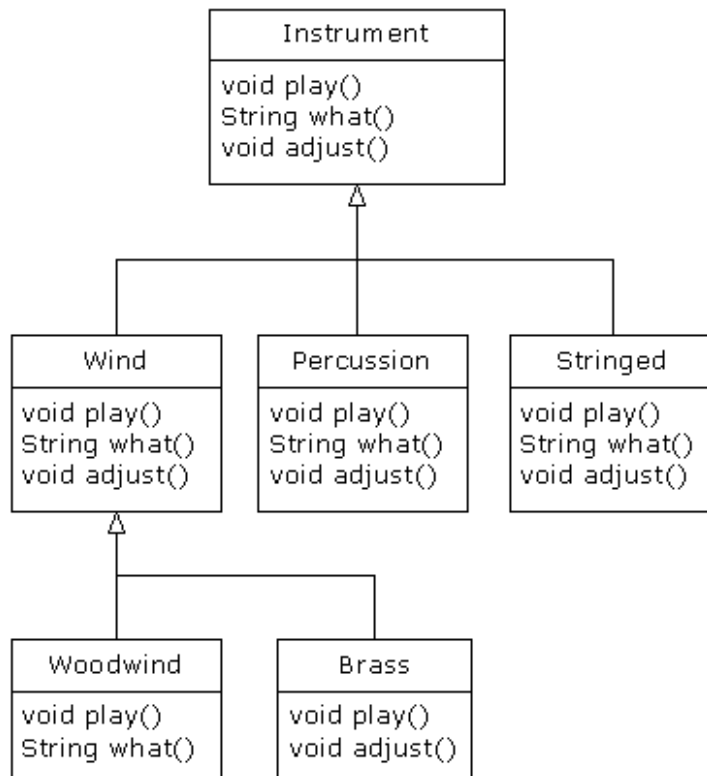 Instrument
void play()
String what()
void adjust()
Wind
void play()
String what()
void adjust()
Percussion
void play()
String what()
void adjust()
Stringed
void play()
String what()
void adjust()
Woodwind
void play()
String what()
Brass
void play()
void adjust()